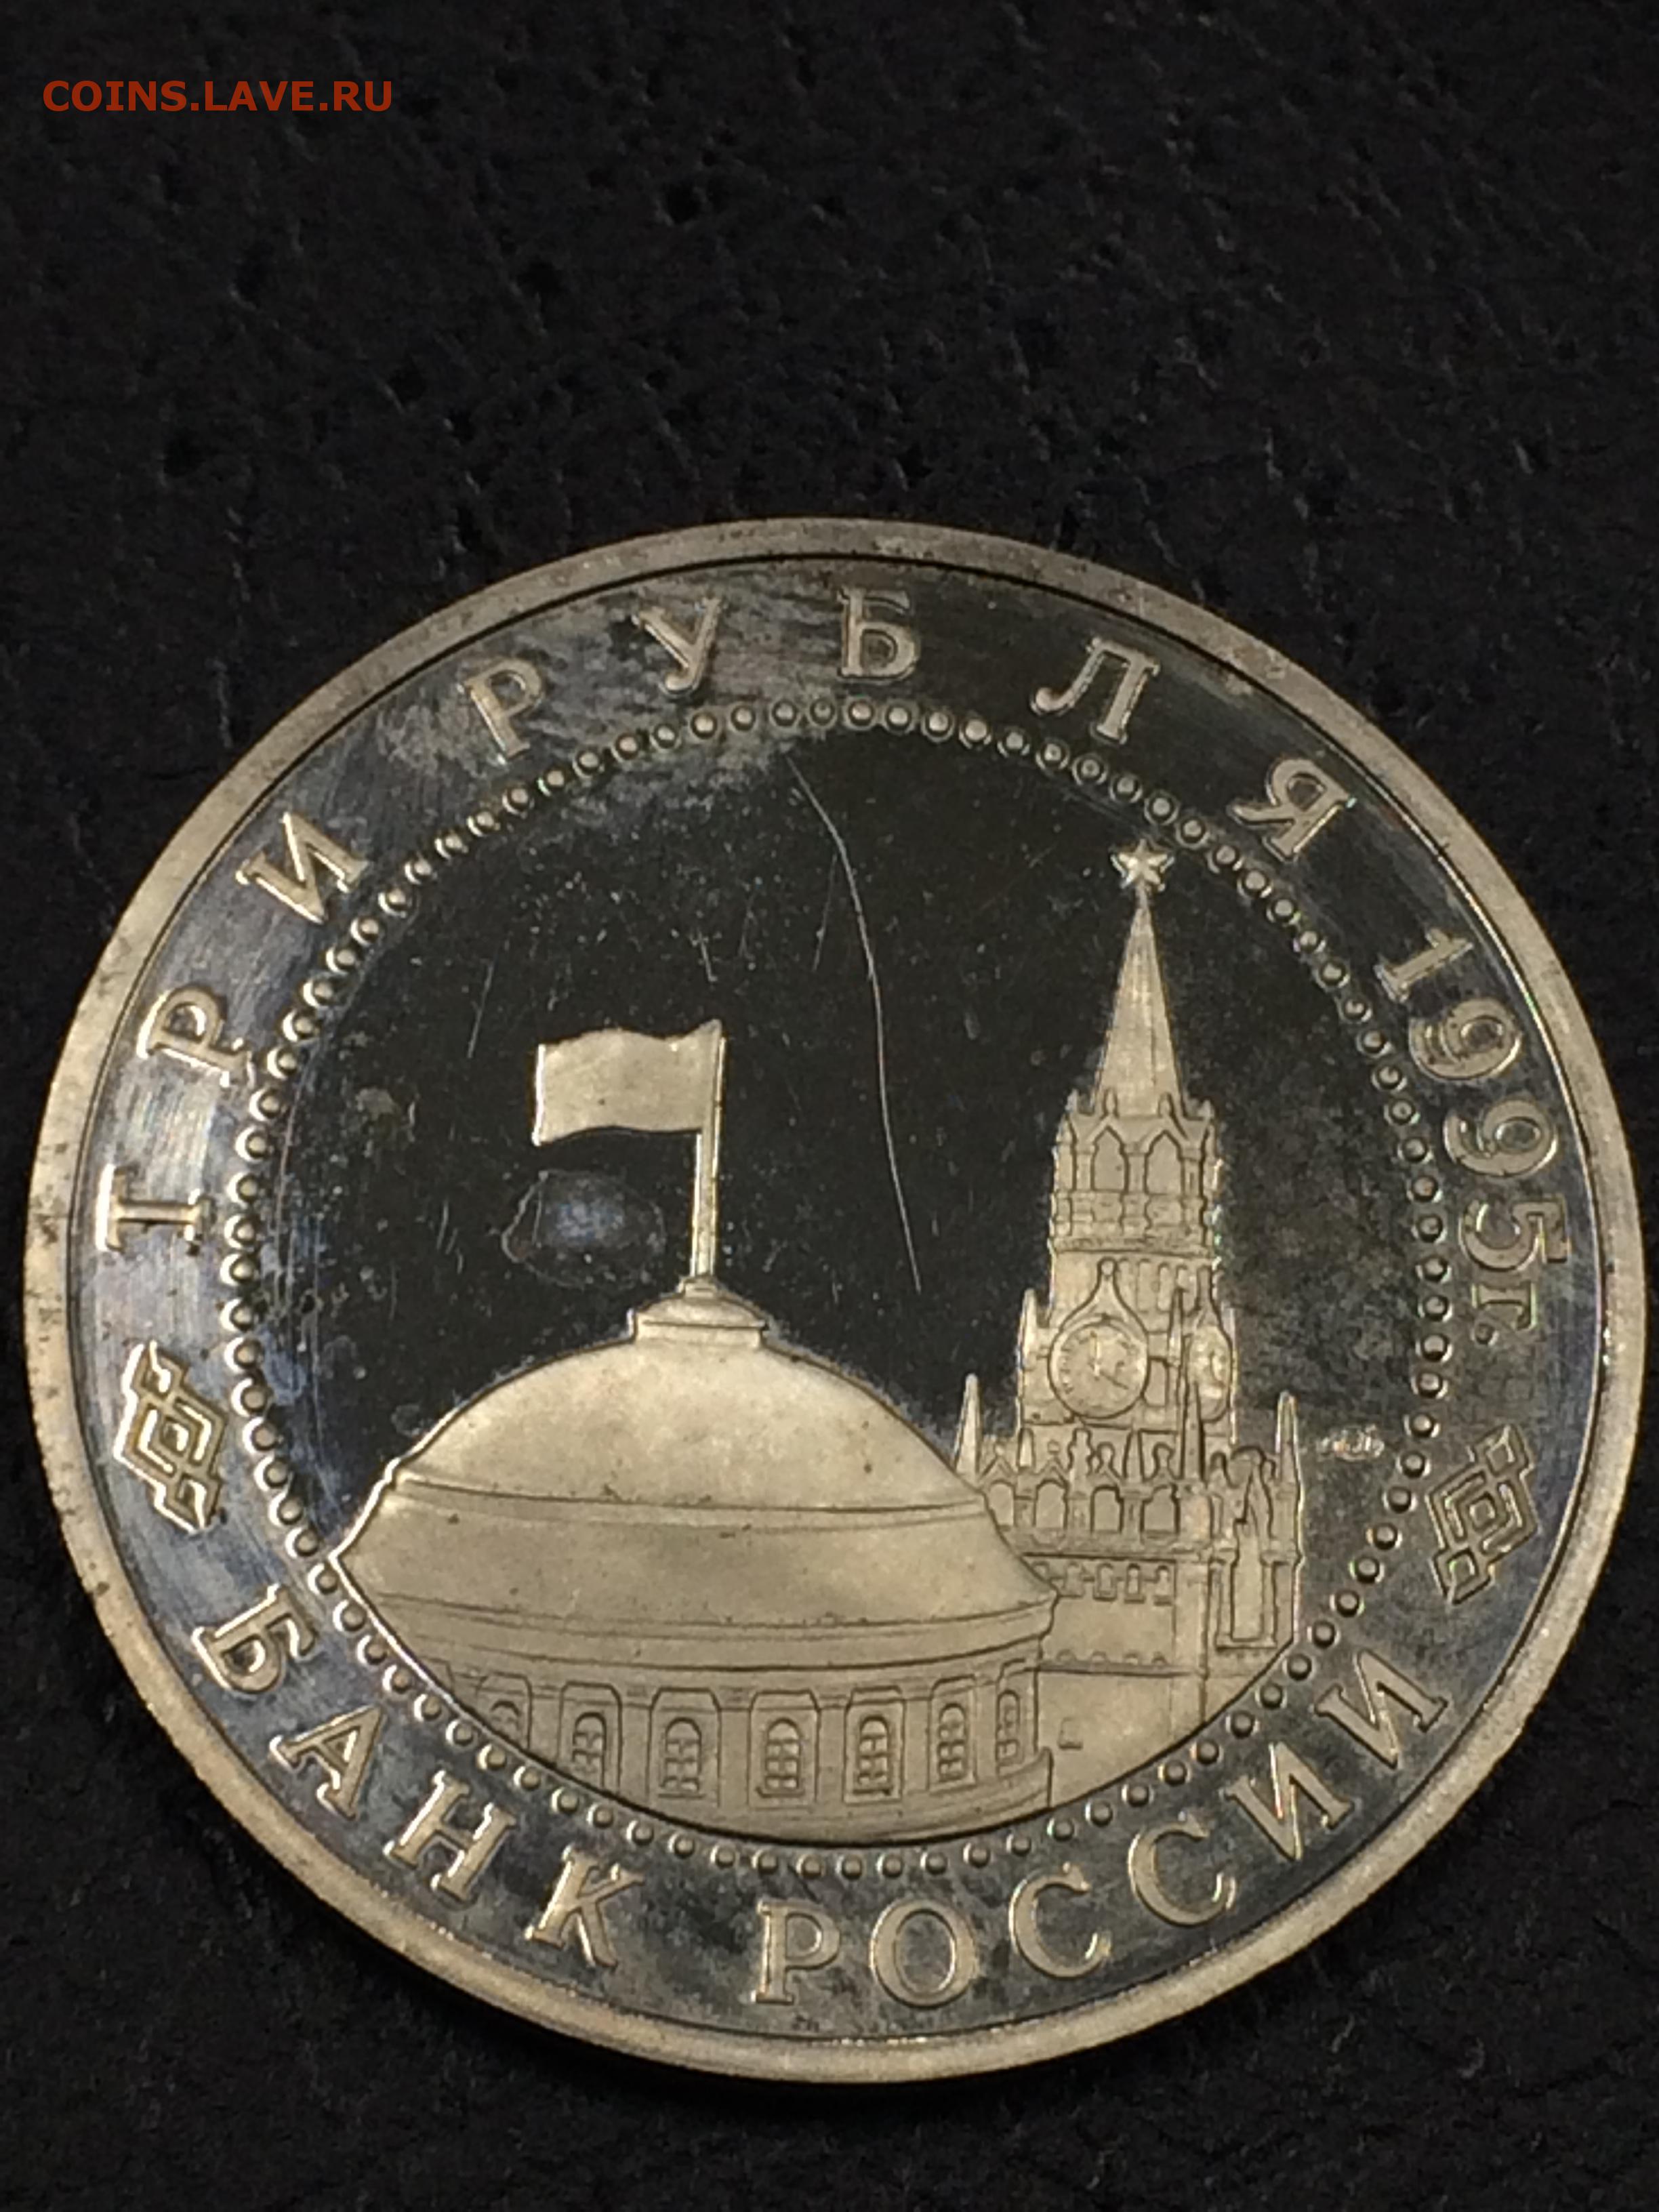 COINS.LAVE.RU
ТРИ РУБЛЯ 1995г.
БАНК РОССИИ